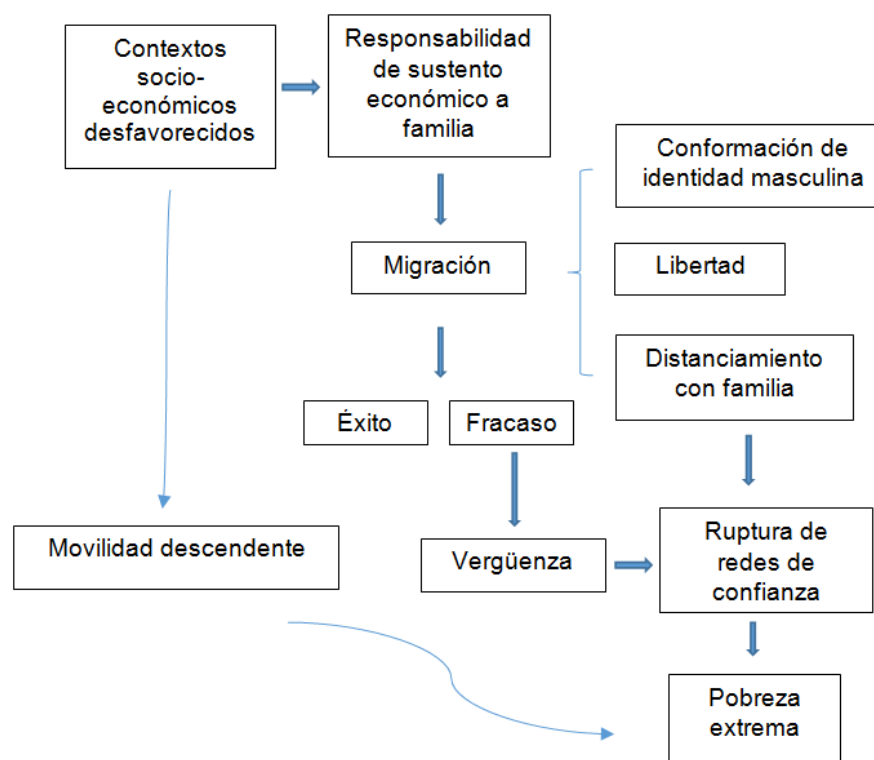 Contextos
socio-
económicos
desfavorecidos
Responsabilidad
de sustento
económico a
familia
Conformación de
identidad masculina
Migración
Libertad
Distanciamiento
con familia
Éxito
Fracaso
Movilidad descendente
Vergüenza
Ruptura de
redes de
confianza
Pobreza
extrema